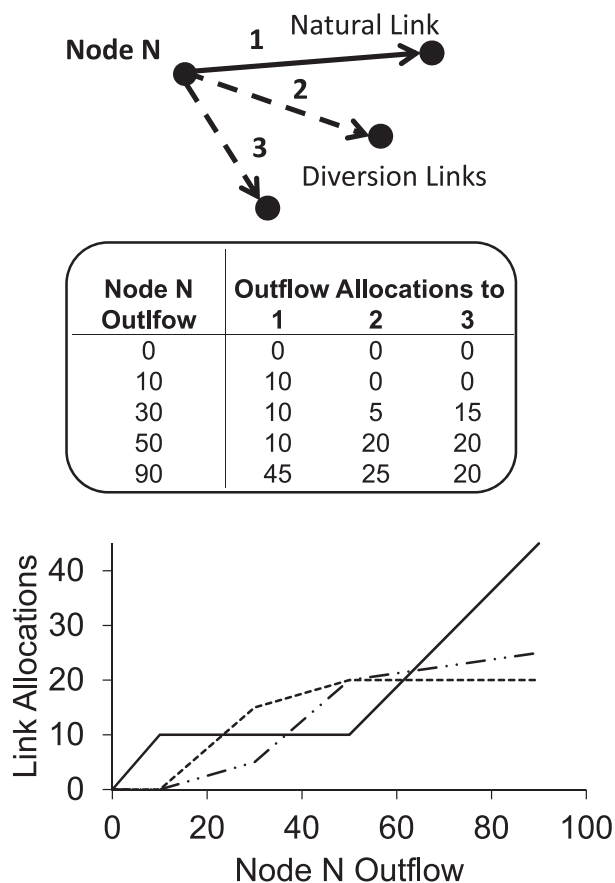 Natural Link
1
Node N
2
3
Diversion Links
Node N Outflow Allocations to
Outlfow 1 2 3
0 0 0 0
10 10 0 0
30 10 5 15
50 10 20 20
90 45 25 20
Link Allocations
40
30
20
10
0
0 20 40 60 80 100
Node N Outflow